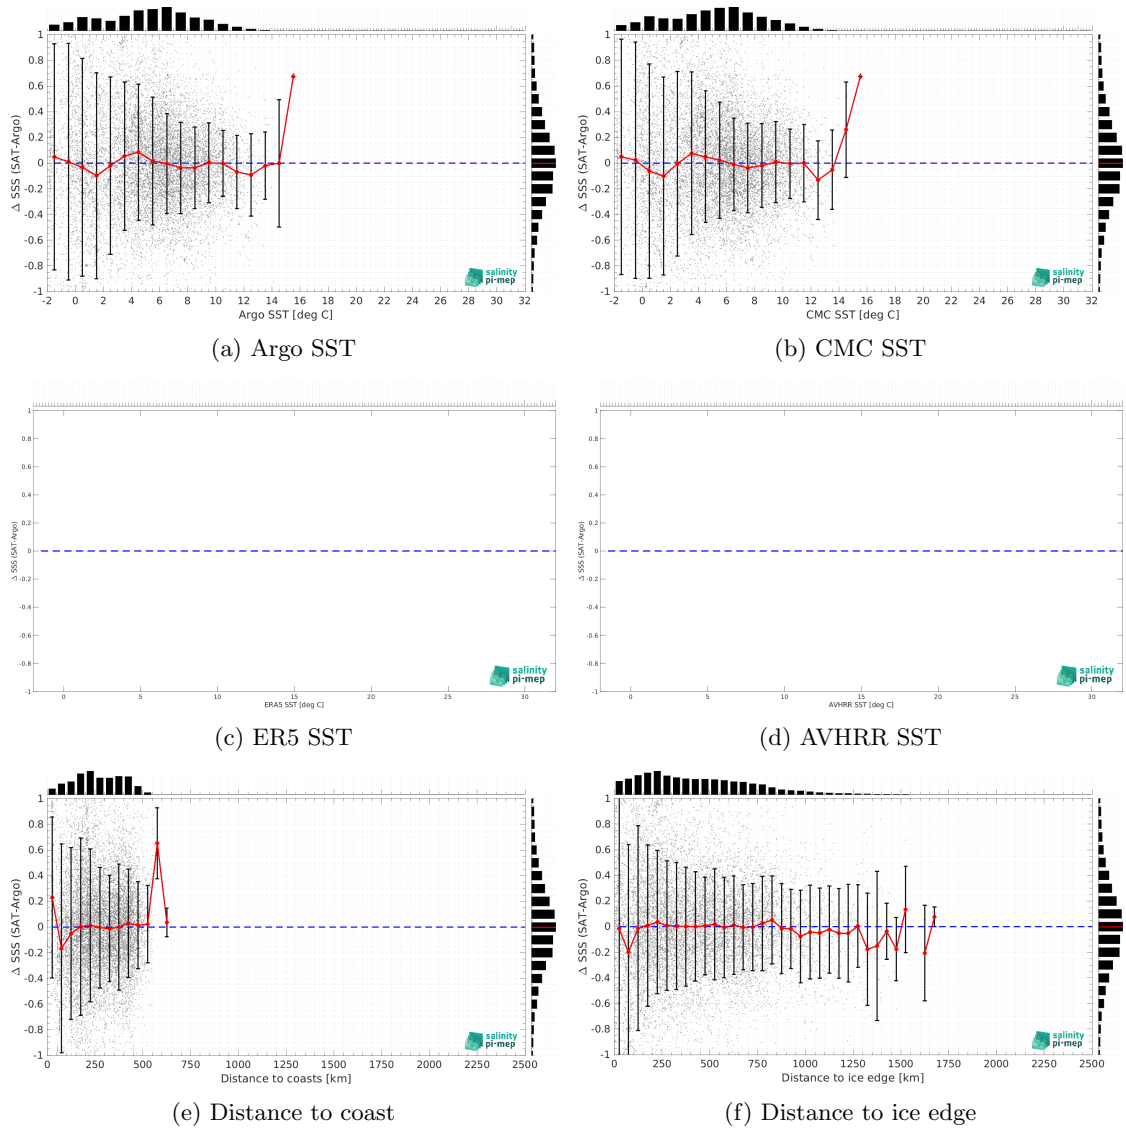 1
0.8
0.6
0.4
0.2
0
-0.2
-0.4
-0.6
-0.8
-1
Δ SSS (SAT-Argo)
-2 0 2 4 6 8 10 12 14 16 18 20 22 24 26 28 30 32
Argo SST [deg C]
salinity
pi-mep
(a) Argo SST
1
0.8
0.6
0.4
0.2
0
-0.2
-0.4
-0.6
-0.8
-1
Δ SSS (SAT-Argo)
-2 0 2 4 6 8 10 12 14 16 18 20 22 24 26 28 30 32
CMC SST [deg C]
salinity
pi-mep
(b) CMC SST
1
0.8
0.6
0.4
0.2
0
-0.2
-0.4
-0.6
-0.8
-1
Δ SSS (SAT-Argo)
0 5 10 15 20 25 30
ERA5 SST [deg C]
salinity
pi-mep
(c) ER5 SST
1
0.8
0.6
0.4
0.2
0
-0.2
-0.4
-0.6
-0.8
-1
Δ SSS (SAT-Argo)
0 5 10 15 20 25 30
AVHRR SST [deg C]
salinity
pi-mep
(d) AVHRR SST
1
0.8
0.6
0.4
0.2
0
-0.2
-0.4
-0.6
-0.8
-1
Δ SSS (SAT-Argo)
0 250 500 750 1000 1250 1500 1750 2000 2250 2500
Distance to coasts [km]
salinity
pi-mep
(e) Distance to coast
1
0.8
0.6
0.4
0.2
0
-0.2
-0.4
-0.6
-0.8
-1
Δ SSS (SAT-Argo)
0 250 500 750 1000 1250 1500 1750 2000 2250 2500
Distance to ice edge [km]
salinity
pi-mep
(f) Distance to ice edge